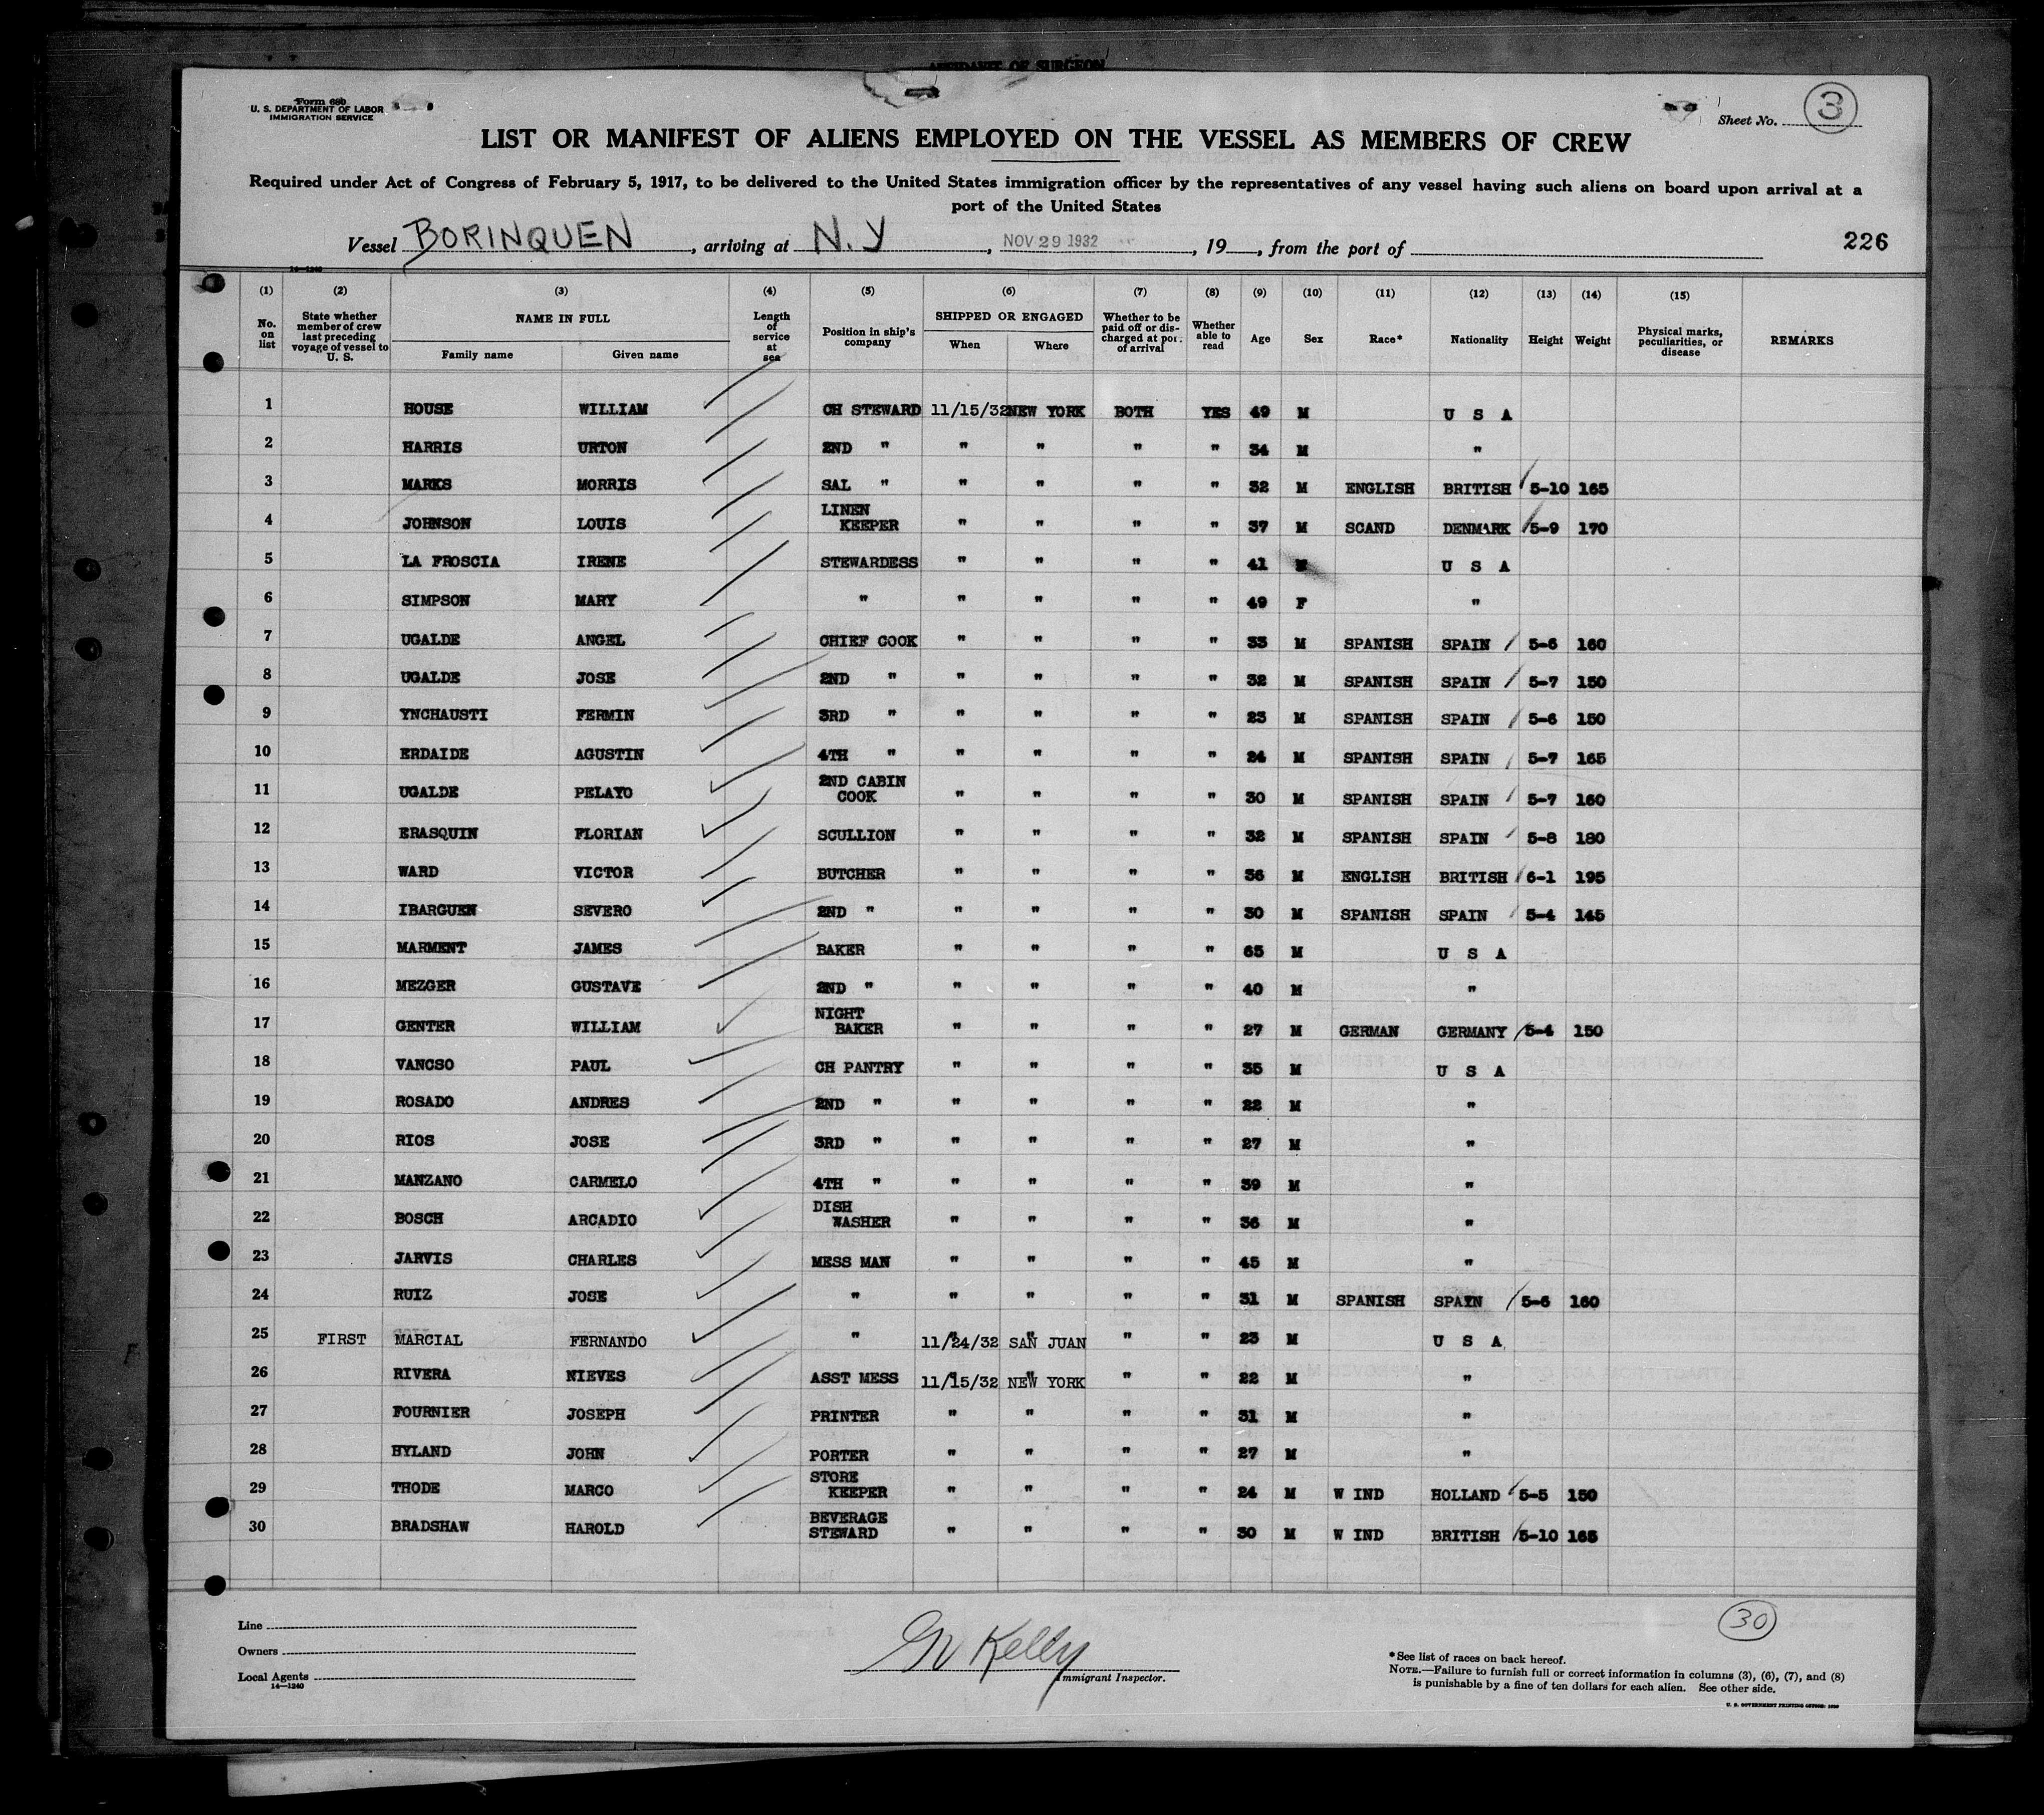 AFFIDAVIT OF SURGEON
Form 680
U. S. DEPARTMENT OF LABOR
IMMIGRATION SERVICE
Sheet No. 3
LIST OR MANIFEST OF ALIENS EMPLOYED ON THE VESSEL AS MEMBERS OF CREW
Required under Act of Congress of February 5, 1917, to be delivered to the United States immigration officer by the representatives of any vessel having such aliens on board upon arrival at a
port of the United States
Vessel BORINQUEN, arriving at N.Y, NOV 29 1932, 19__, from the port of 226
14—1240
(1) (2) (3) (4) (5) (6) (7) (8) (9) (10) (11) (12) (13) (14) (15)
No. on list State whether member of crew last preceding voyage of vessel to U. S. NAME IN FULL Family name Given name Length of service at sea Position in ship's company SHIPPED OR ENGAGED When Where Whether to be paid off or discharged at port of arrival Whether able to read Age Sex Race* Nationality Height Weight Physical marks, peculiarities, or disease REMARKS
1 HOUSE WILLIAM CH STEWARD 11/15/32 NEW YORK BOTH YES 49 M U S A
2 HARRIS URTON 2ND " " " " " 34 M "
3 MARKS MORRIS SAL " " " " " 32 M ENGLISH BRITISH 5-10 165
4 JOHNSON LOUIS LINEN KEEPER " " " " 37 M SCAND DENMARK 5-9 170
5 LA FROSCIA IRENE STEWARDESS " " " " 41 U S A
6 SIMPSON MARY " " " " " 49 F "
7 UGALDE ANGEL CHIEF COOK " " " " 33 M SPANISH SPAIN 5-6 160
8 UGALDE JOSE 2ND " " " " " 32 M SPANISH SPAIN 5-7 150
9 YNCHAUSTI FERMIN 3RD " " " " " 23 M SPANISH SPAIN 5-6 150
10 ERDAIDE AGUSTIN 4TH " " " " " 24 M SPANISH SPAIN 5-7 165
11 UGALDE PELAYO 2ND CABIN COOK " " " " 30 M SPANISH SPAIN 5-7 160
12 ERASQUIN FLORIAN SCULLION " " " " 32 M SPANISH SPAIN 5-8 180
13 WARD VICTOR BUTCHER " " " " 36 M ENGLISH BRITISH 6-1 195
14 IBARGUEN SEVERO 2ND " " " " " 30 M SPANISH SPAIN 5-4 145
15 MARMENT JAMES BAKER " " " " 65 M U S A
16 MEZGER GUSTAVE 2ND " " " " " 40 M "
17 GENTER WILLIAM NIGHT BAKER " " " " 27 M GERMAN GERMANY 5-4 150
18 VANCSO PAUL CH PANTRY " " " " 35 M U S A
19 ROSADO ANDRES 2ND " " " " " 22 M "
20 RIOS JOSE 3RD " " " " " 27 M "
21 MANZANO CARMELO 4TH " " " " " 39 M "
22 BOSCH ARCADIO DISH WASHER " " " " 36 M "
23 JARVIS CHARLES MESS MAN " " " " 45 M "
24 RUIZ JOSE " " " " " 31 M SPANISH SPAIN 5-6 160
25 FIRST MARCIAL FERNANDO " 11/24/32 SAN JUAN " " 23 M U S A
26 RIVERA NIEVES ASST MESS 11/15/32 NEW YORK " " 22 M "
27 FOURNIER JOSEPH PRINTER " " " " 31 M "
28 HYLAND JOHN PORTER " " " " 27 M "
29 THODE MARCO STORE KEEPER " " " " 24 M W IND HOLLAND 5-5 150
30 BRADSHAW HAROLD BEVERAGE STEWARD " " " " 30 M W IND BRITISH 5-10 165
30
Line
Owners
Local Agents
14—1240
Kelly
Immigrant Inspector.
*See list of races on back hereof.
NOTE.—Failure to furnish full or correct information in columns (3), (6), (7), and (8)
is punishable by a fine of ten dollars for each alien. See other side.